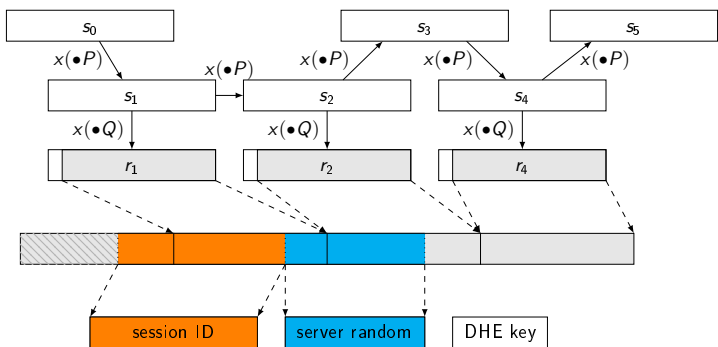 s0 s3 s5
x(•P) x(•P) x(•P) x(•P) x(•P)
s1 s2 s4
x(•Q) x(•Q) x(•Q)
r1 r2 r4
session ID server random DHE key